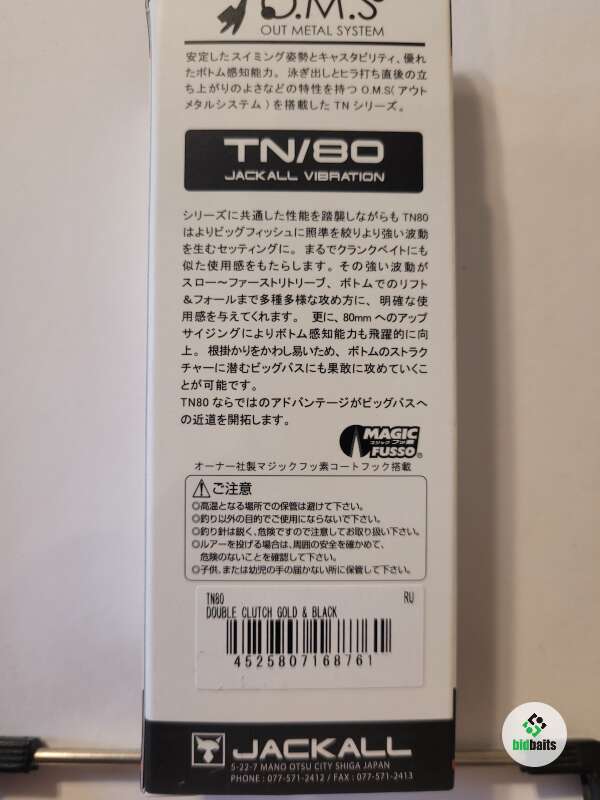 O.M.S
OUT METAL SYSTEM
安定したスイミング姿勢とキャスタビリティ、優れ
たボトム感知能力。 泳ぎ出しとヒラ打ち直後の立
ち上がりのよさなどの特性を持つ O.M.S(アウト
メタルシステム)を搭載した TN シリーズ。
TN/80
JACKALL VIBRATION
シリーズに共通した性能を踏襲しながらも TN80
はよりビッグフィッシュに照準を絞りより強い波動
を生むセッティングに。 まるでクランクベイトにも
似た使用感をもたらします。その強い波動が
スロー〜ファーストリトリーブ、ボトムでのリフト
&フォールまで多種多様な攻め方に、明確な使
用感を与えてくれます。 更に、80mm へのアップ
サイジングによりボトム感知能力も飛躍的に向
上。 根掛かりをかわし易いため、ボトムのストラク
チャーに潜むビッグバスにも果敢に攻めていくこ
とが可能です。
TN80 ならではのアドバンテージがビッグバスへ
の近道を開拓します。
MAGIC
マジックフッ素
FUSSO®
オーナー社製マジックフッ素コートフック搭載
ご注意
◎高温となる場所での保管は避けて下さい。
◎釣り以外の目的でご使用にならないで下さい。
◎釣り針は鋭く、危険ですので注意してお取り扱い下さい。
◎ルアーを投げる場合は、周囲の安全を確かめて、
危険のないことを確認して下さい。
◎子供、または幼児の手の届かない所に保管して下さい。
TN80 RU
DOUBLE CLUTCH GOLD & BLACK
4525807168761
JACKALL
5-22-7 MANO OTSU CITY SHIGA JAPAN
PHONE : 077-571-2412 / FAX : 077-571-2413
bidbaits